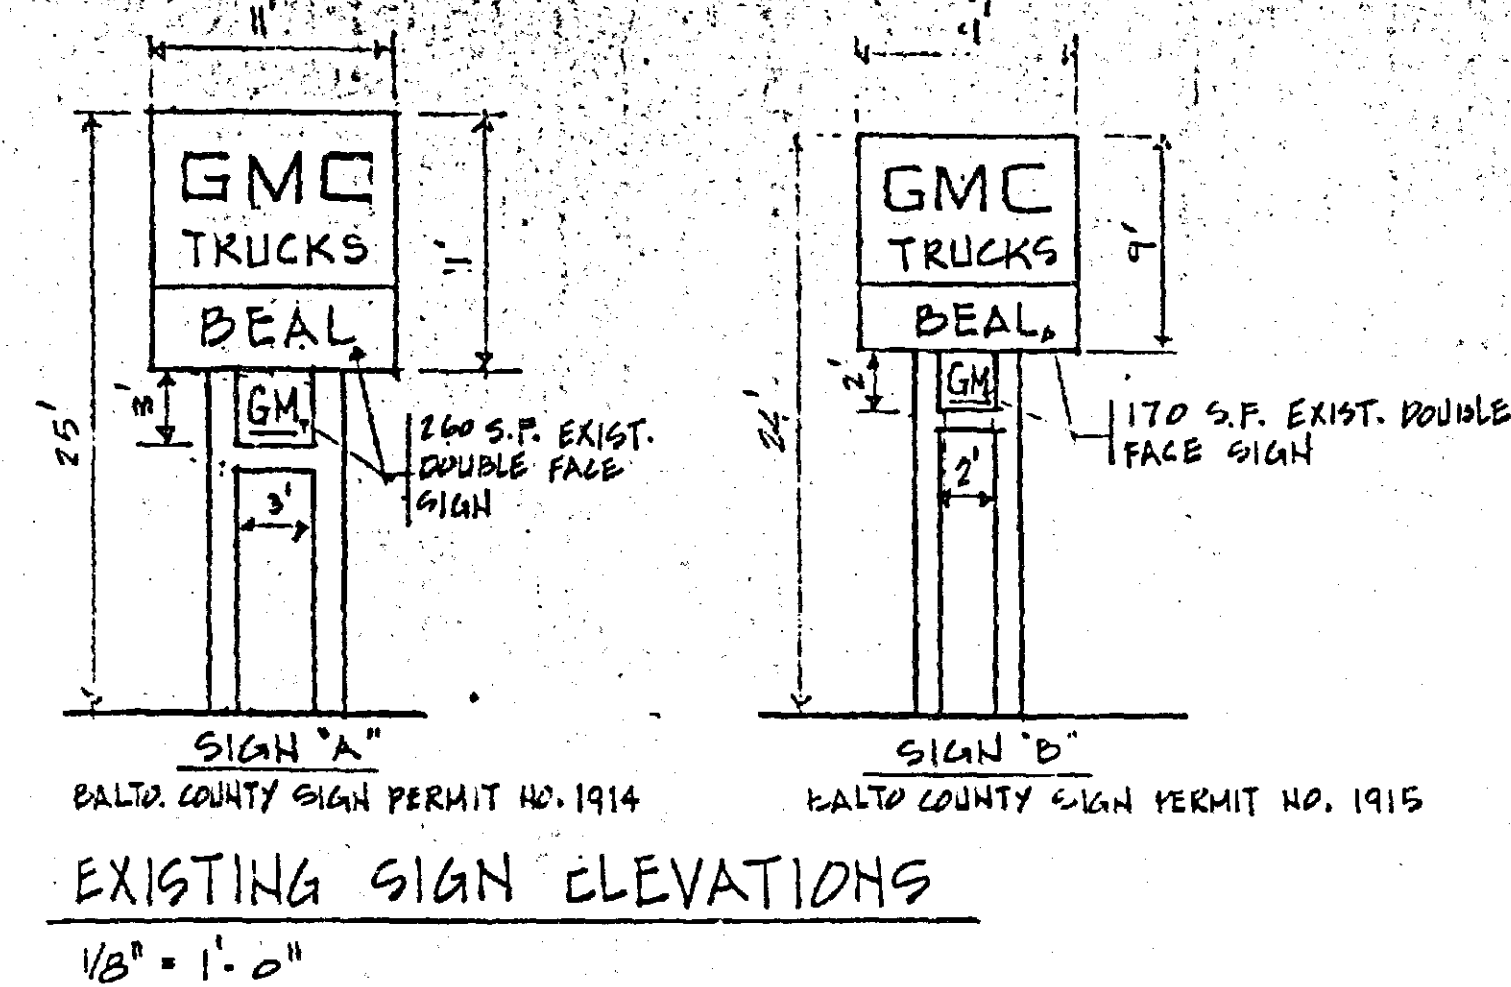 11'
GMC
TRUCKS
BEAL
GM
25'
11'
3'
3'
260 S.F. EXIST.
DOUBLE FACE
SIGN
SIGN "A"
BALTO. COUNTY SIGN PERMIT NO. 1914
GMC
TRUCKS
BEAL
GM
24'
9'
2'
2'
170 S.F. EXIST. DOUBLE
FACE SIGN
SIGN "B"
BALTO COUNTY SIGN PERMIT NO. 1915
EXISTING SIGN ELEVATIONS
1/8" = 1'-0"